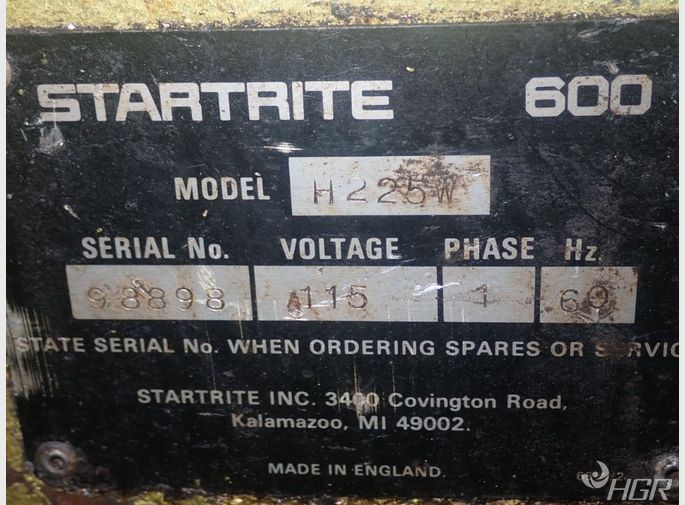 STARTRITE 600
MODEL H225W
SERIAL No. VOLTAGE PHASE Hz.
98898 115 1 60
STATE SERIAL No. WHEN ORDERING SPARES OR SERVIC
STARTRITE INC. 3400 Covington Road,
Kalamazoo, MI 49002.
MADE IN ENGLAND.
HGR